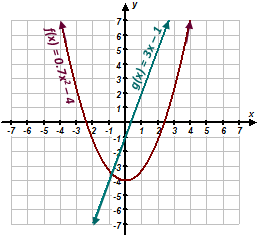 y
f(x) = 0.7x² – 4
g(x) = 3x – 1
7
6
5
4
3
2
1
x
-7 -6 -5 -4 -3 -2 -1 1 2 3 4 5 6 7
-1
-2
-3
-4
-5
-6
-7